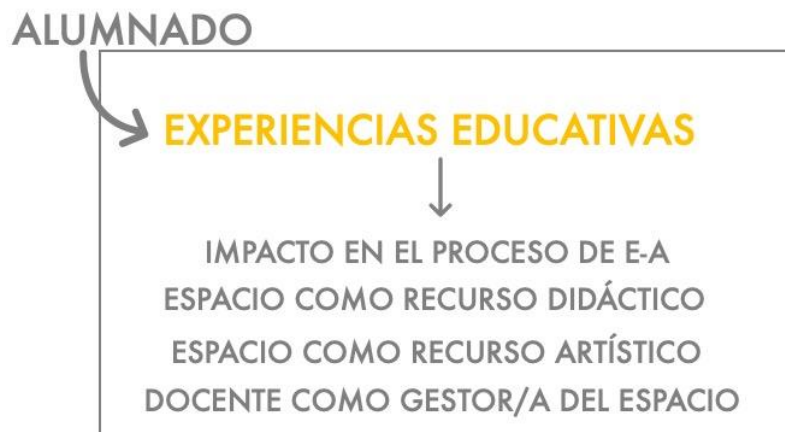 ALUMNADO
EXPERIENCIAS EDUCATIVAS
IMPACTO EN EL PROCESO DE E-A
ESPACIO COMO RECURSO DIDÁCTICO
ESPACIO COMO RECURSO ARTÍSTICO
DOCENTE COMO GESTOR/A DEL ESPACIO